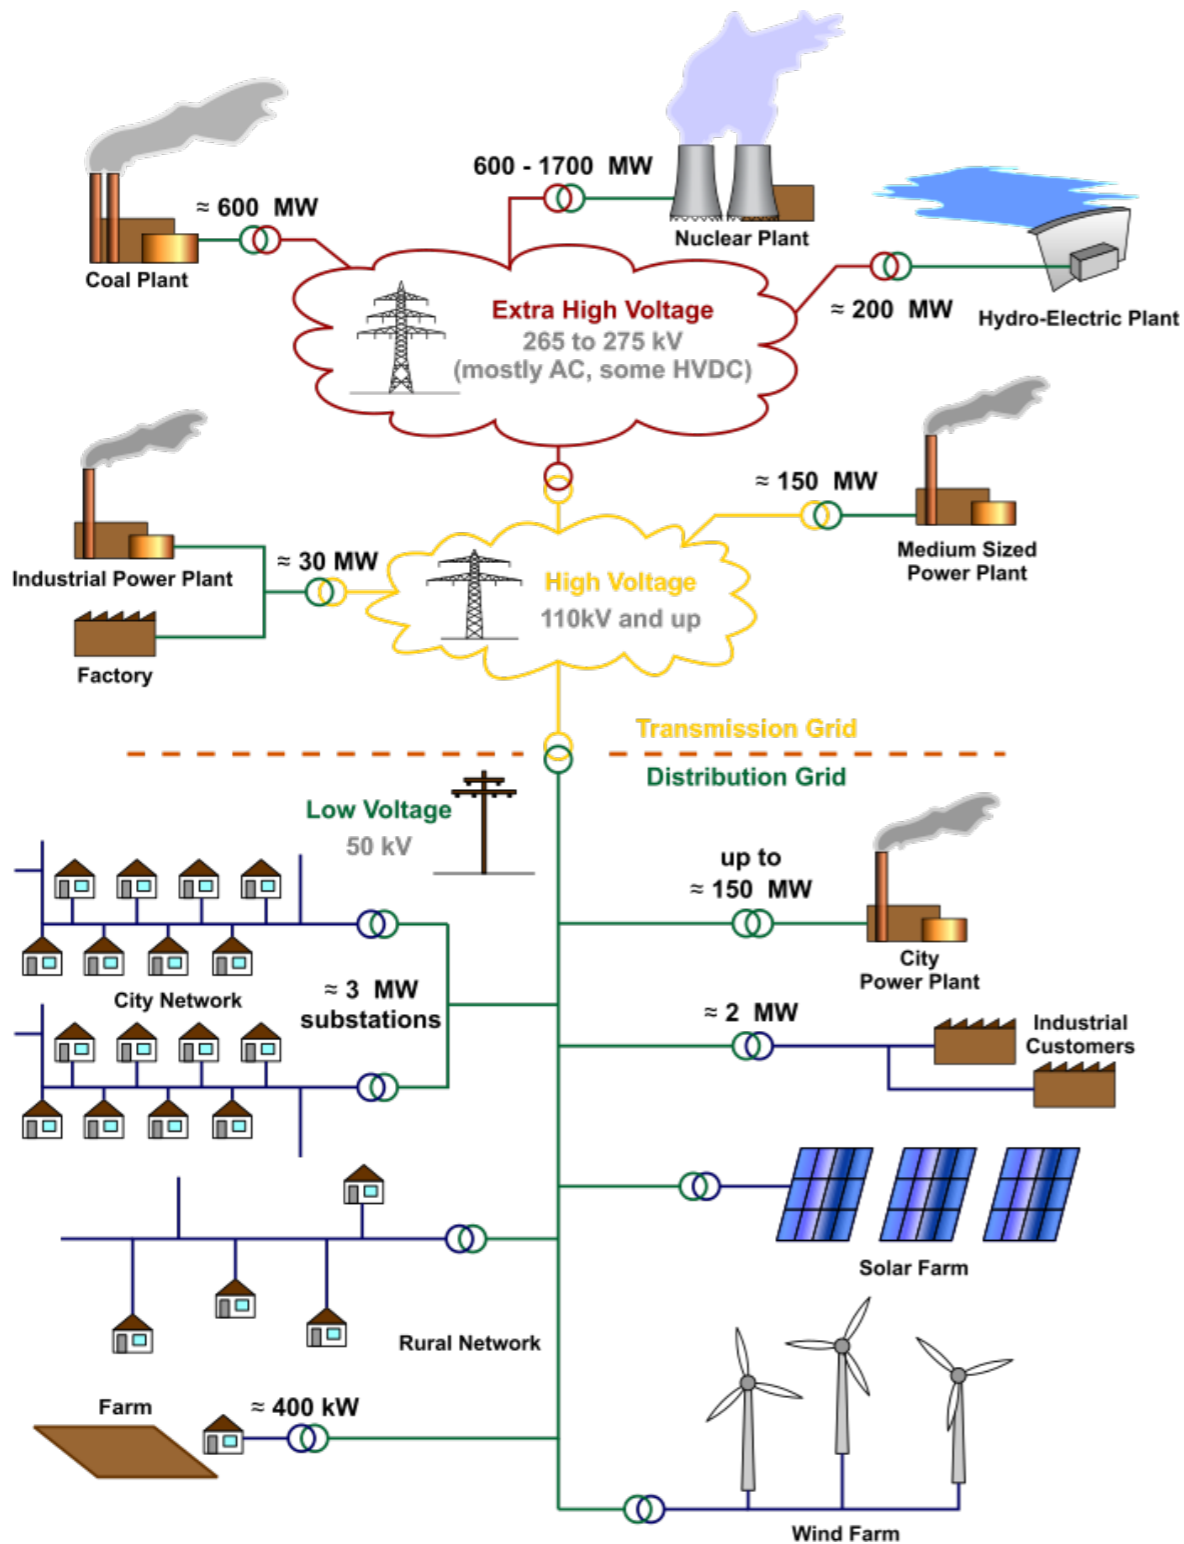 600 - 1700  MW
≈ 600  MW
Nuclear Plant
Coal Plant
≈ 200  MW
Hydro-Electric Plant
Extra High Voltage
265 to 275 kV
(mostly AC, some HVDC)
≈ 150  MW
Medium Sized
Power Plant
≈ 30 MW
Industrial Power Plant
Factory
High Voltage
110kV and up
Transmission Grid
Distribution Grid
Low Voltage
50 kV
up to
≈ 150  MW
City
Power Plant
City Network
≈ 3  MW
substations
≈ 2  MW
Industrial
Customers
Solar Farm
Rural Network
Farm
≈ 400 kW
Wind Farm